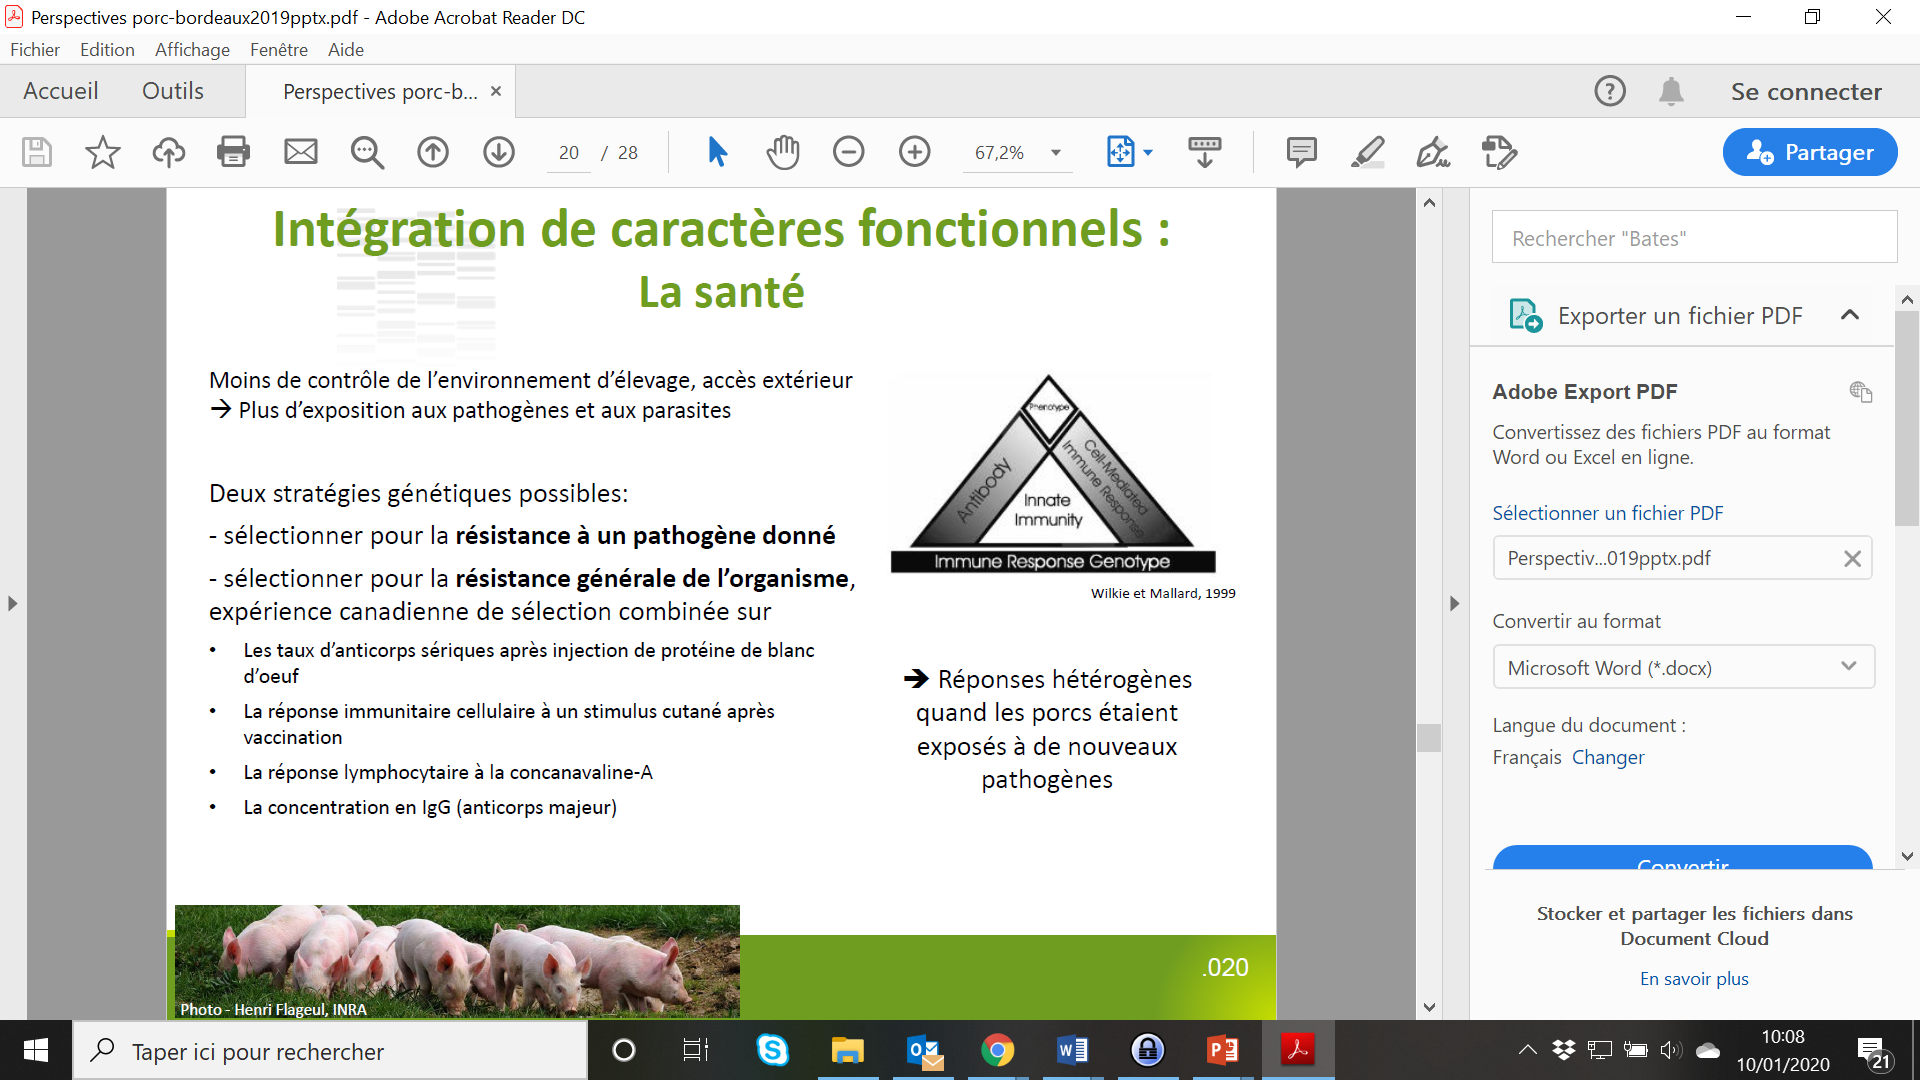 Perspectives porc-bordeaux2019pptx.pdf - Adobe Acrobat Reader DC
Fichier Edition Affichage Fenêtre Aide
Accueil Outils Perspectives porc-b... × Se connecter
20 / 28 67,2% Partager
Intégration de caractères fonctionnels :
La santé
Moins de contrôle de l’environnement d’élevage, accès extérieur
→ Plus d’exposition aux pathogènes et aux parasites
Deux stratégies génétiques possibles:
- sélectionner pour la résistance à un pathogène donné
- sélectionner pour la résistance générale de l’organisme,
expérience canadienne de sélection combinée sur
• Les taux d’anticorps sériques après injection de protéine de blanc
d’oeuf
• La réponse immunitaire cellulaire à un stimulus cutané après
vaccination
• La réponse lymphocytaire à la concanavaline-A
• La concentration en IgG (anticorps majeur)
Phenotype
Antibody
Cell-Mediated
Immune Response
Innate
Immunity
Immune Response Genotype
Wilkie et Mallard, 1999
➔ Réponses hétérogènes
quand les porcs étaient
exposés à de nouveaux
pathogènes
Photo - Henri Flageul, INRA
.020
Rechercher "Bates"
Exporter un fichier PDF
Adobe Export PDF
Convertissez des fichiers PDF au format
Word ou Excel en ligne.
Sélectionner un fichier PDF
Perspectiv...019pptx.pdf
Convertir au format
Microsoft Word (*.docx)
Langue du document :
Français Changer
Convertir
Stocker et partager les fichiers dans
Document Cloud
En savoir plus
Taper ici pour rechercher
10:08
10/01/2020
21